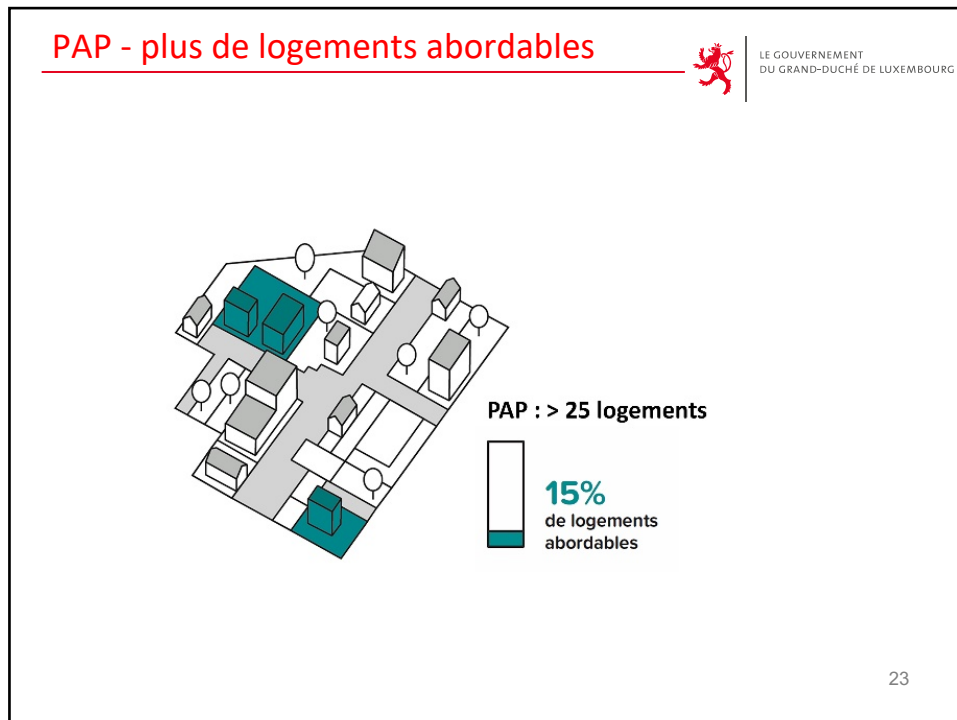 PAP - plus de logements abordables
LE GOUVERNEMENT
DU GRAND-DUCHÉ DE LUXEMBOURG
PAP : > 25 logements
15%
de logements
abordables
23